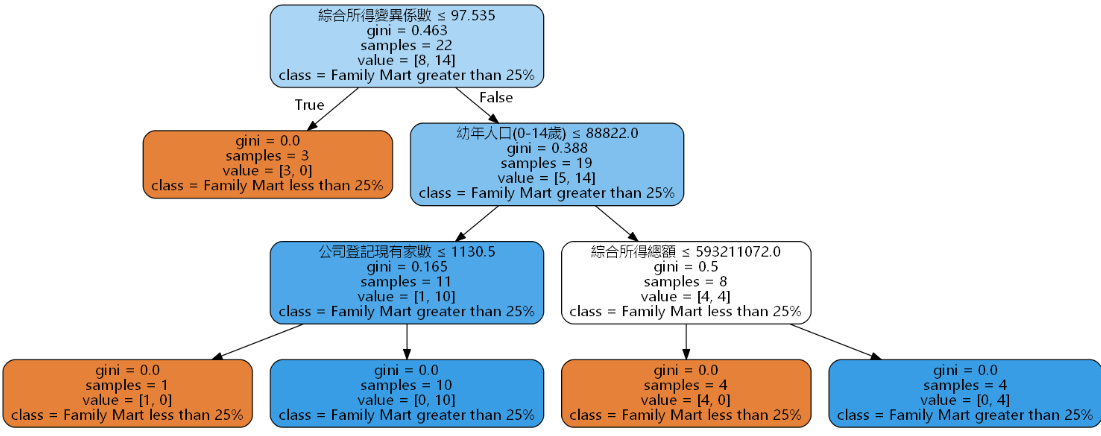 綜合所得變異係數 ≤ 97.535
gini = 0.463
samples = 22
value = [8, 14]
class = Family Mart greater than 25%
True
False
gini = 0.0
samples = 3
value = [3, 0]
class = Family Mart less than 25%
幼年人口(0-14歲) ≤ 88822.0
gini = 0.388
samples = 19
value = [5, 14]
class = Family Mart greater than 25%
公司登記現有家數 ≤ 1130.5
gini = 0.165
samples = 11
value = [1, 10]
class = Family Mart greater than 25%
綜合所得總額 ≤ 593211072.0
gini = 0.5
samples = 8
value = [4, 4]
class = Family Mart less than 25%
gini = 0.0
samples = 1
value = [1, 0]
class = Family Mart less than 25%
gini = 0.0
samples = 10
value = [0, 10]
class = Family Mart greater than 25%
gini = 0.0
samples = 4
value = [4, 0]
class = Family Mart less than 25%
gini = 0.0
samples = 4
value = [0, 4]
class = Family Mart greater than 25%